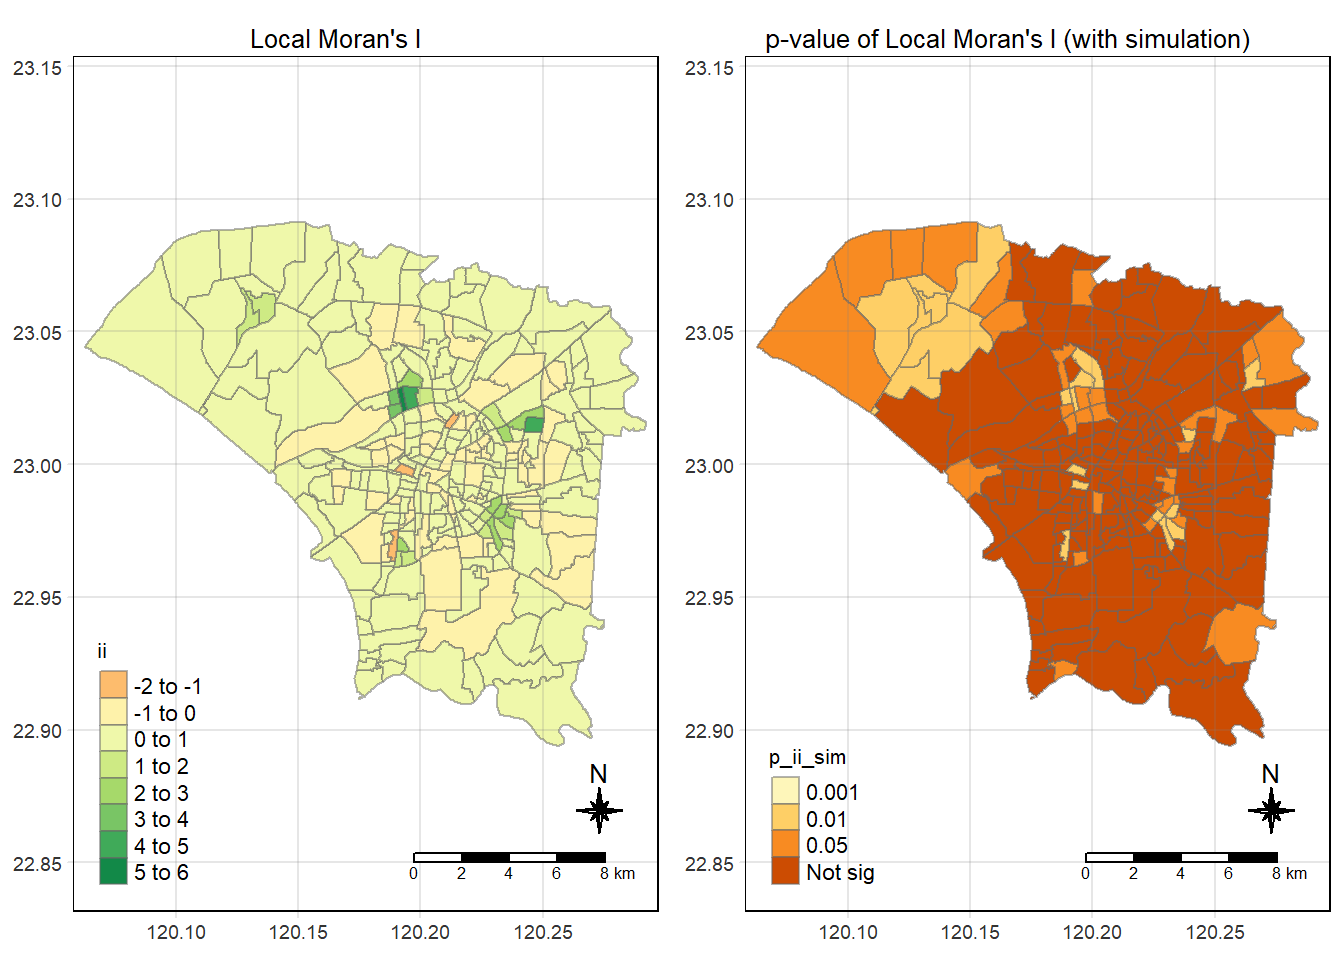 Local Moran's I
p-value of Local Moran's I (with simulation)
23.15
23.10
23.05
23.00
22.95
22.90
22.85
ii
-2 to -1
-1 to 0
0 to 1
1 to 2
2 to 3
3 to 4
4 to 5
5 to 6
N
0 2 4 6 8 km
120.10 120.15 120.20 120.25
23.15
23.10
23.05
23.00
22.95
22.90
22.85
p_ii_sim
0.001
0.01
0.05
Not sig
N
0 2 4 6 8 km
120.10 120.15 120.20 120.25